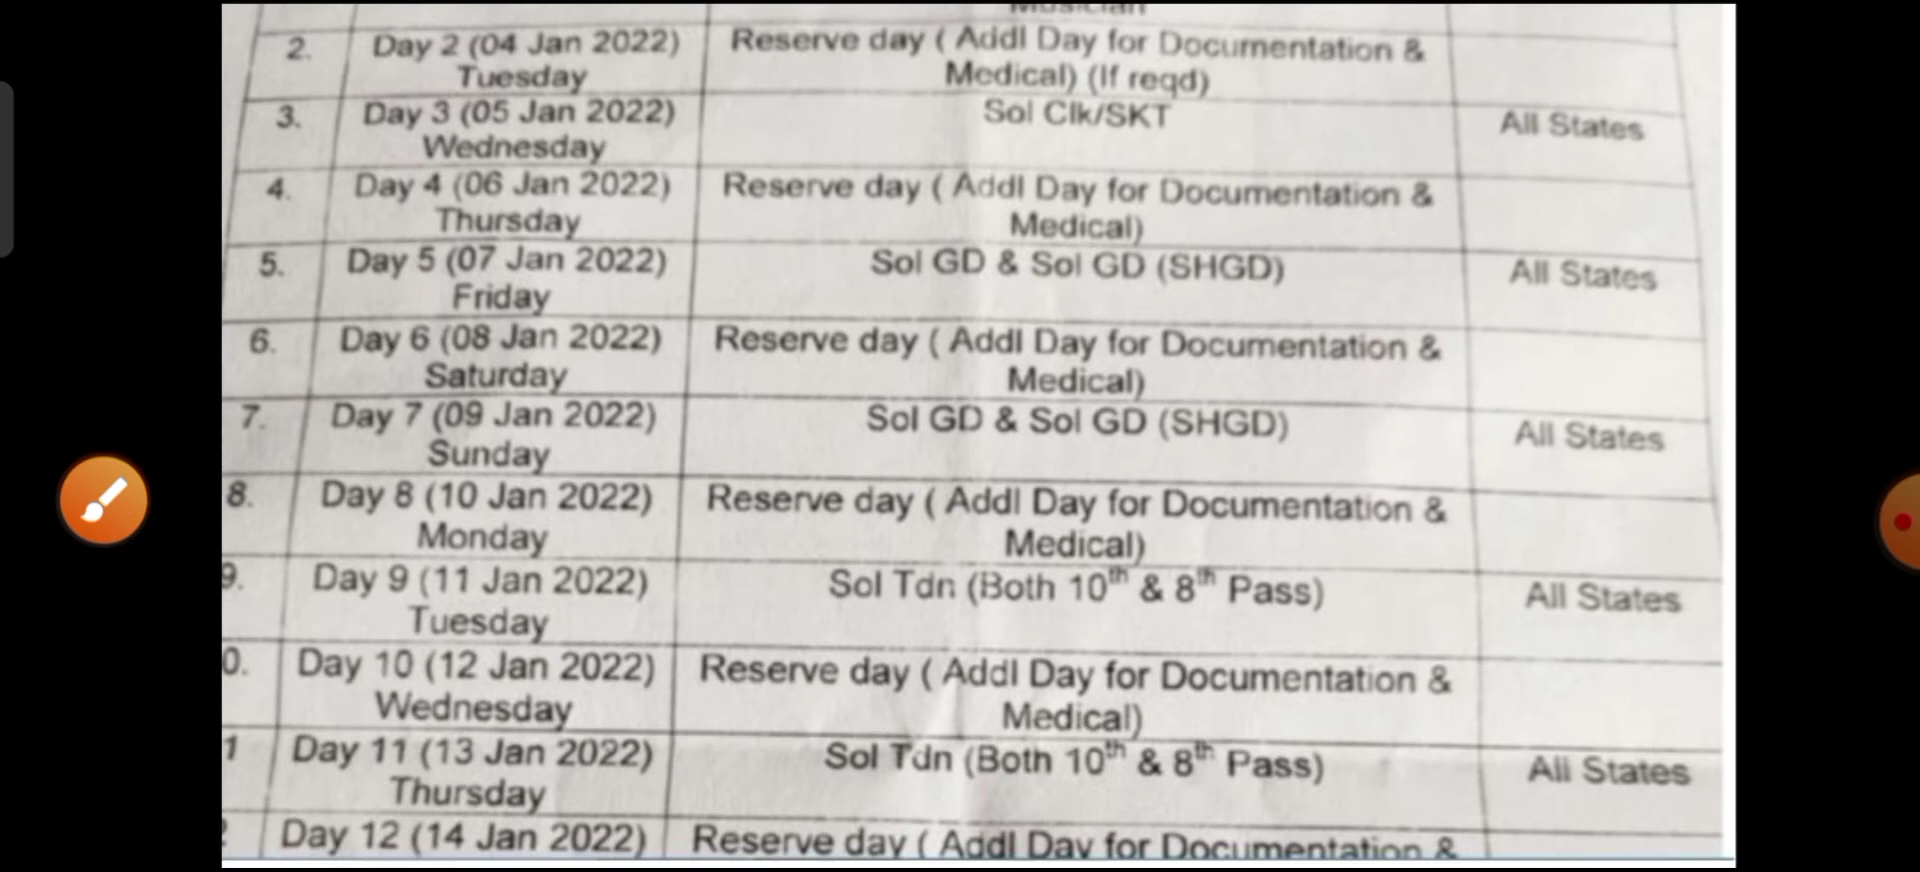 Musician
2. Day 2 (04 Jan 2022) Reserve day ( Addl Day for Documentation &
Tuesday Medical) (If reqd)
3. Day 3 (05 Jan 2022) Sol Clk/SKT All States
Wednesday
4. Day 4 (06 Jan 2022) Reserve day ( Addl Day for Documentation &
Thursday Medical)
5. Day 5 (07 Jan 2022) Sol GD & Sol GD (SHGD) All States
Friday
6. Day 6 (08 Jan 2022) Reserve day ( Addl Day for Documentation &
Saturday Medical)
7. Day 7 (09 Jan 2022) Sol GD & Sol GD (SHGD) All States
Sunday
8. Day 8 (10 Jan 2022) Reserve day ( Addl Day for Documentation &
Monday Medical)
9. Day 9 (11 Jan 2022) Sol Tdn (Both 10th & 8th Pass) All States
Tuesday
0. Day 10 (12 Jan 2022) Reserve day ( Addl Day for Documentation &
Wednesday Medical)
1 Day 11 (13 Jan 2022) Sol Tdn (Both 10th & 8th Pass) All States
Thursday
Day 12 (14 Jan 2022) Reserve day ( Addl Day for Documentation &